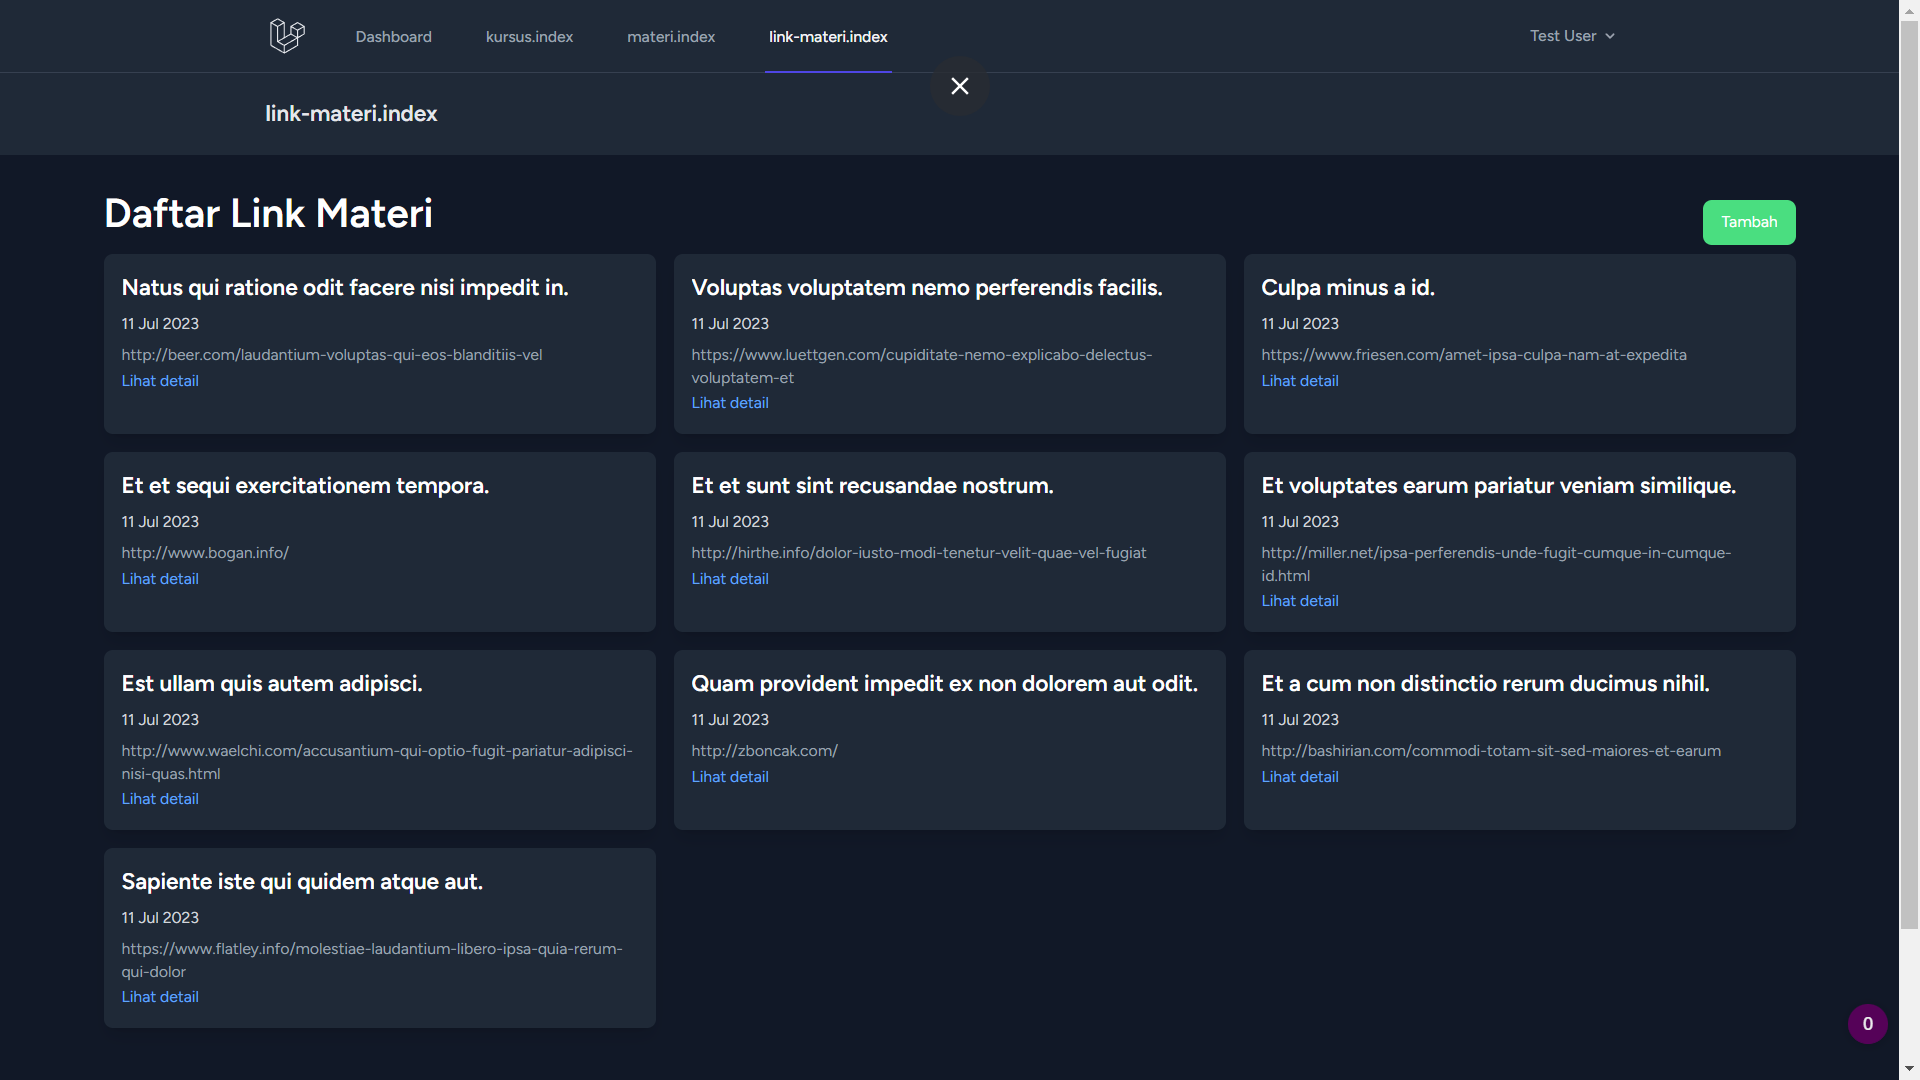 Dashboard kursus.index materi.index link-materi.index Test User
link-materi.index
Daftar Link Materi
Tambah
Natus qui ratione odit facere nisi impedit in.
11 Jul 2023
http://beer.com/laudantium-voluptas-qui-eos-blanditiis-vel
Lihat detail
Voluptas voluptatem nemo perferendis facilis.
11 Jul 2023
https://www.luettgen.com/cupiditate-nemo-explicabo-delectus-
voluptatem-et
Lihat detail
Culpa minus a id.
11 Jul 2023
https://www.friesen.com/amet-ipsa-culpa-nam-at-expedita
Lihat detail
Et et sequi exercitationem tempora.
11 Jul 2023
http://www.bogan.info/
Lihat detail
Et et sunt sint recusandae nostrum.
11 Jul 2023
http://hirthe.info/dolor-iusto-modi-tenetur-velit-quae-vel-fugiat
Lihat detail
Et voluptates earum pariatur veniam similique.
11 Jul 2023
http://miller.net/ipsa-perferendis-unde-fugit-cumque-in-cumque-
id.html
Lihat detail
Est ullam quis autem adipisci.
11 Jul 2023
http://www.waelchi.com/accusantium-qui-optio-fugit-pariatur-adipisci-
nisi-quas.html
Lihat detail
Quam provident impedit ex non dolorem aut odit.
11 Jul 2023
http://zboncak.com/
Lihat detail
Et a cum non distinctio rerum ducimus nihil.
11 Jul 2023
http://bashirian.com/commodi-totam-sit-sed-maiores-et-earum
Lihat detail
Sapiente iste qui quidem atque aut.
11 Jul 2023
https://www.flatley.info/molestiae-laudantium-libero-ipsa-quia-rerum-
qui-dolor
Lihat detail
0